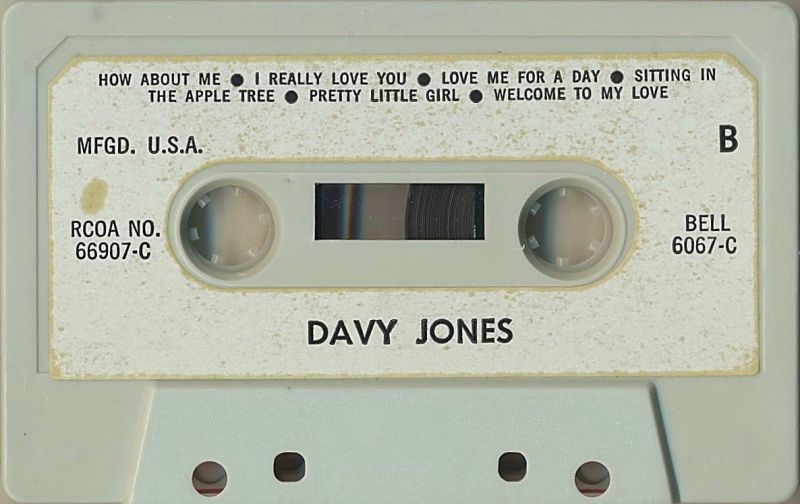 HOW ABOUT ME ● I REALLY LOVE YOU ● LOVE ME FOR A DAY ● SITTING IN
THE APPLE TREE ● PRETTY LITTLE GIRL ● WELCOME TO MY LOVE
MFGD. U.S.A.
B
RCOA NO.
66907-C
BELL
6067-C
DAVY JONES